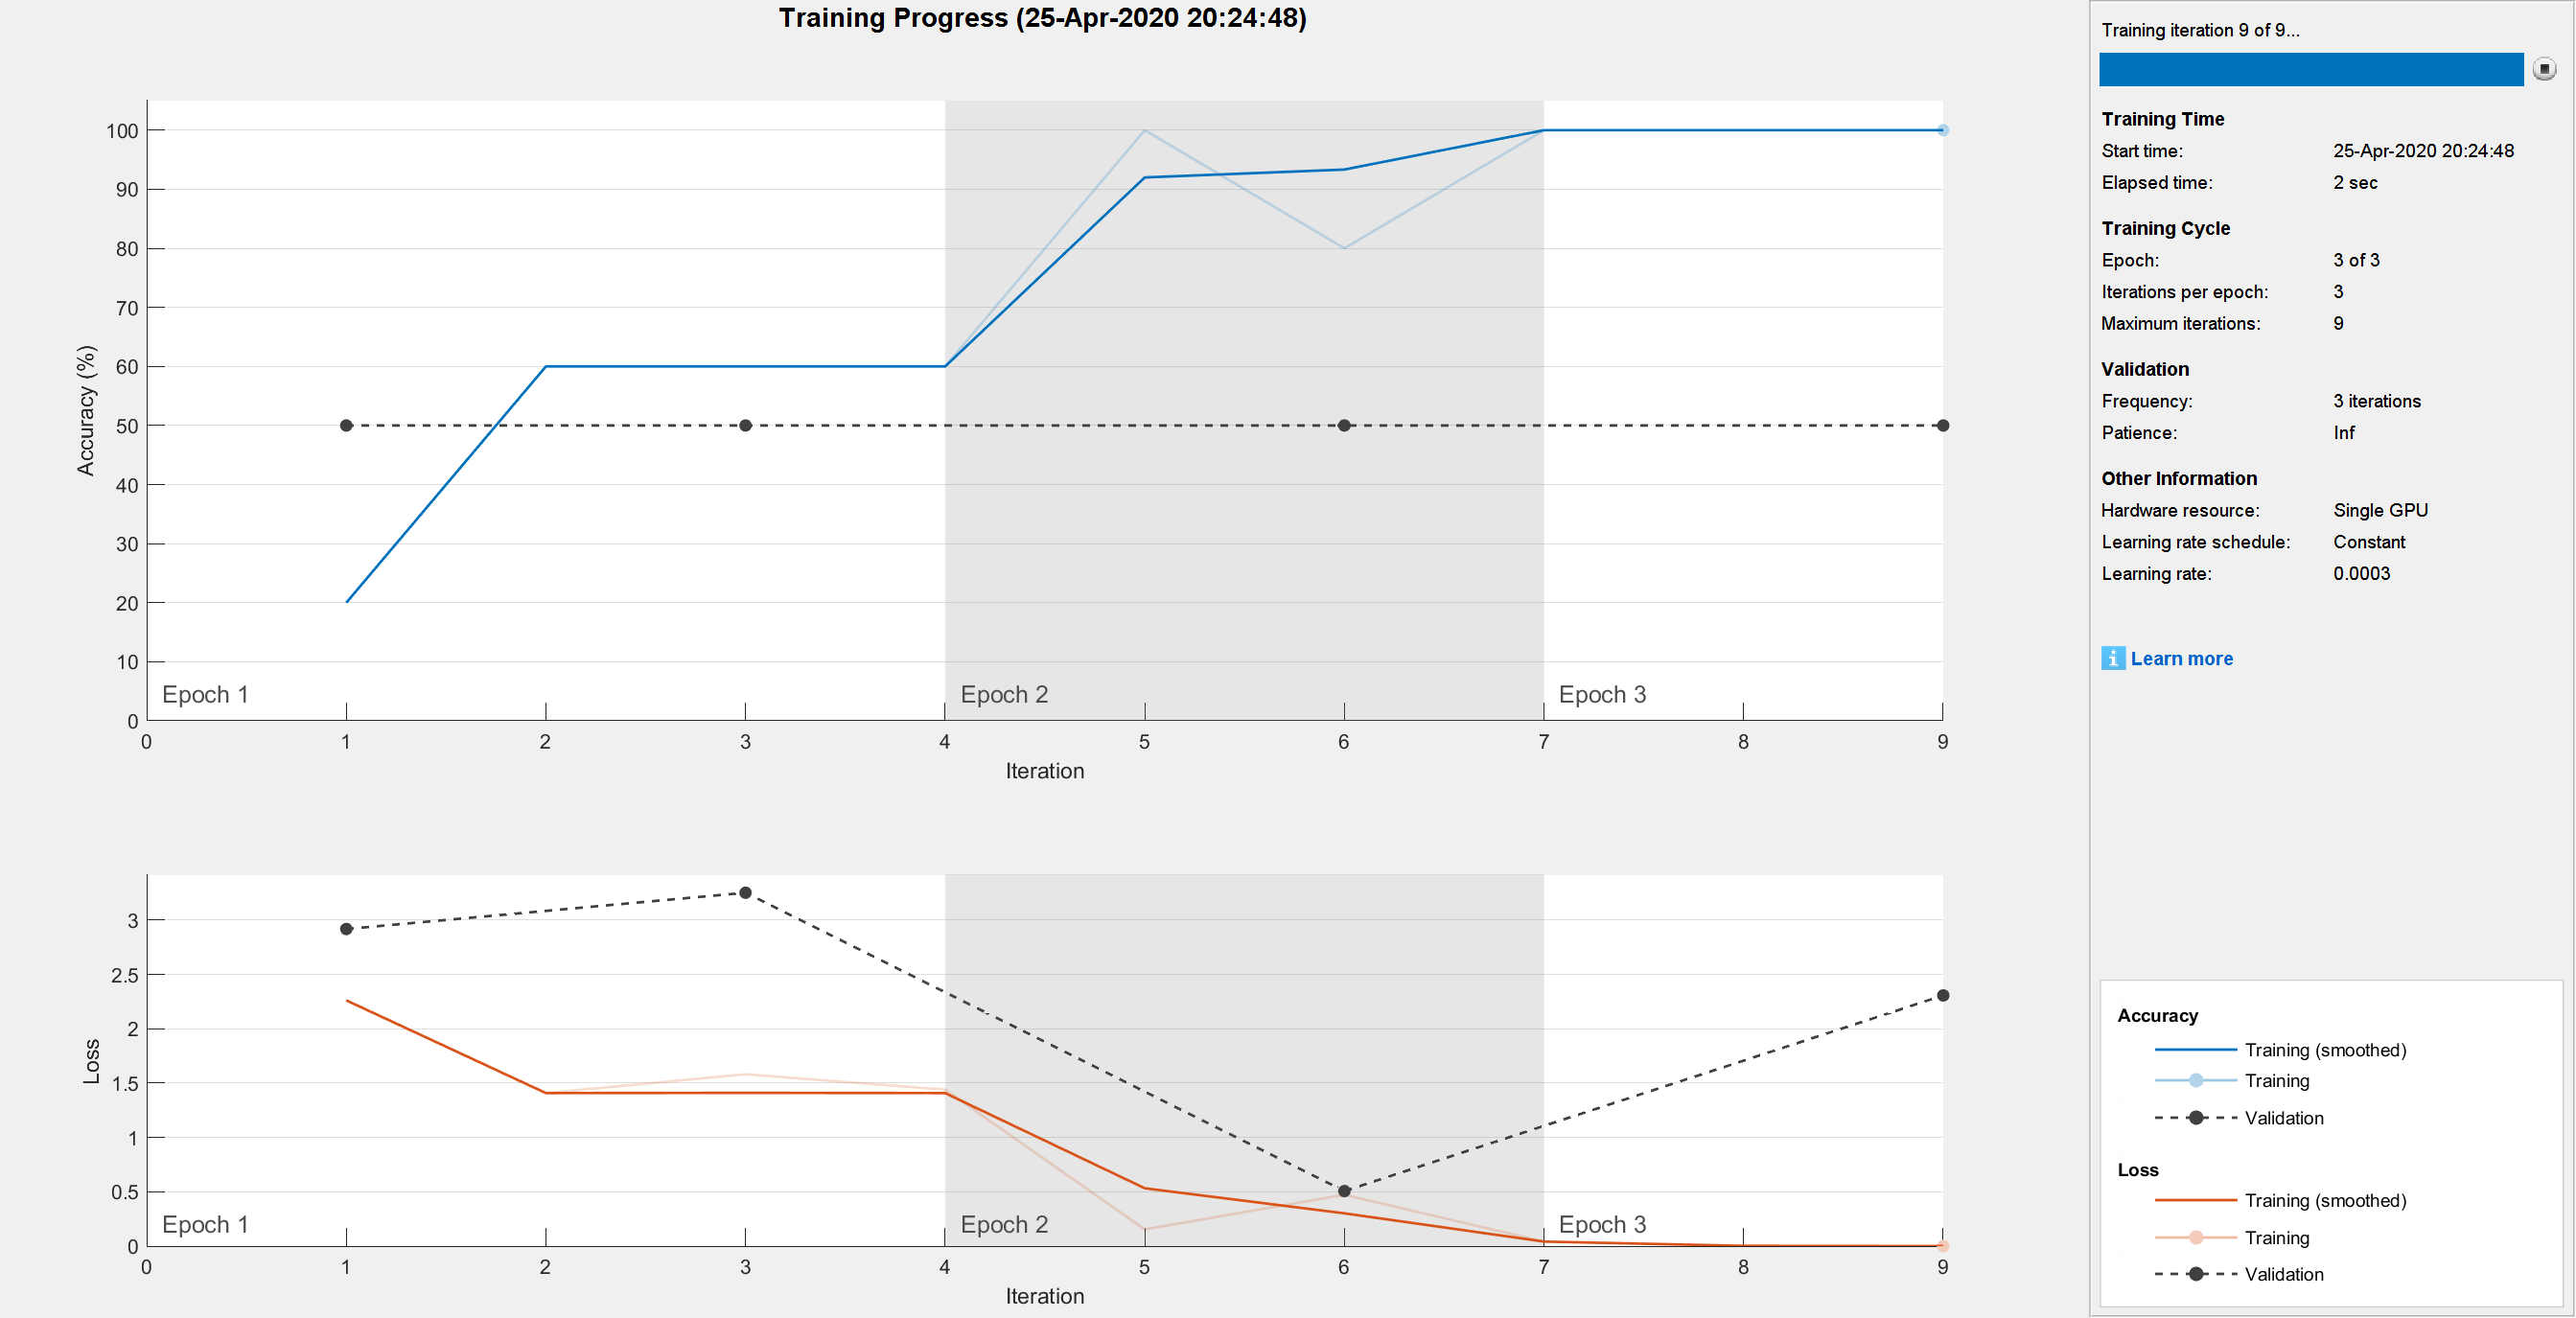 Training Progress (25-Apr-2020 20:24:48)
100
90
80
70
60
50
40
30
20
10
0
Accuracy (%)
Epoch 1
Epoch 2
Epoch 3
0 1 2 3 4 5 6 7 8 9
Iteration
3
2.5
2
1.5
1
0.5
0
Loss
Epoch 1
Epoch 2
Epoch 3
0 1 2 3 4 5 6 7 8 9
Iteration
Training iteration 9 of 9...
Training Time
Start time: 25-Apr-2020 20:24:48
Elapsed time: 2 sec
Training Cycle
Epoch: 3 of 3
Iterations per epoch: 3
Maximum iterations: 9
Validation
Frequency: 3 iterations
Patience: Inf
Other Information
Hardware resource: Single GPU
Learning rate schedule: Constant
Learning rate: 0.0003
i Learn more
Accuracy
Training (smoothed)
Training
Validation
Loss
Training (smoothed)
Training
Validation